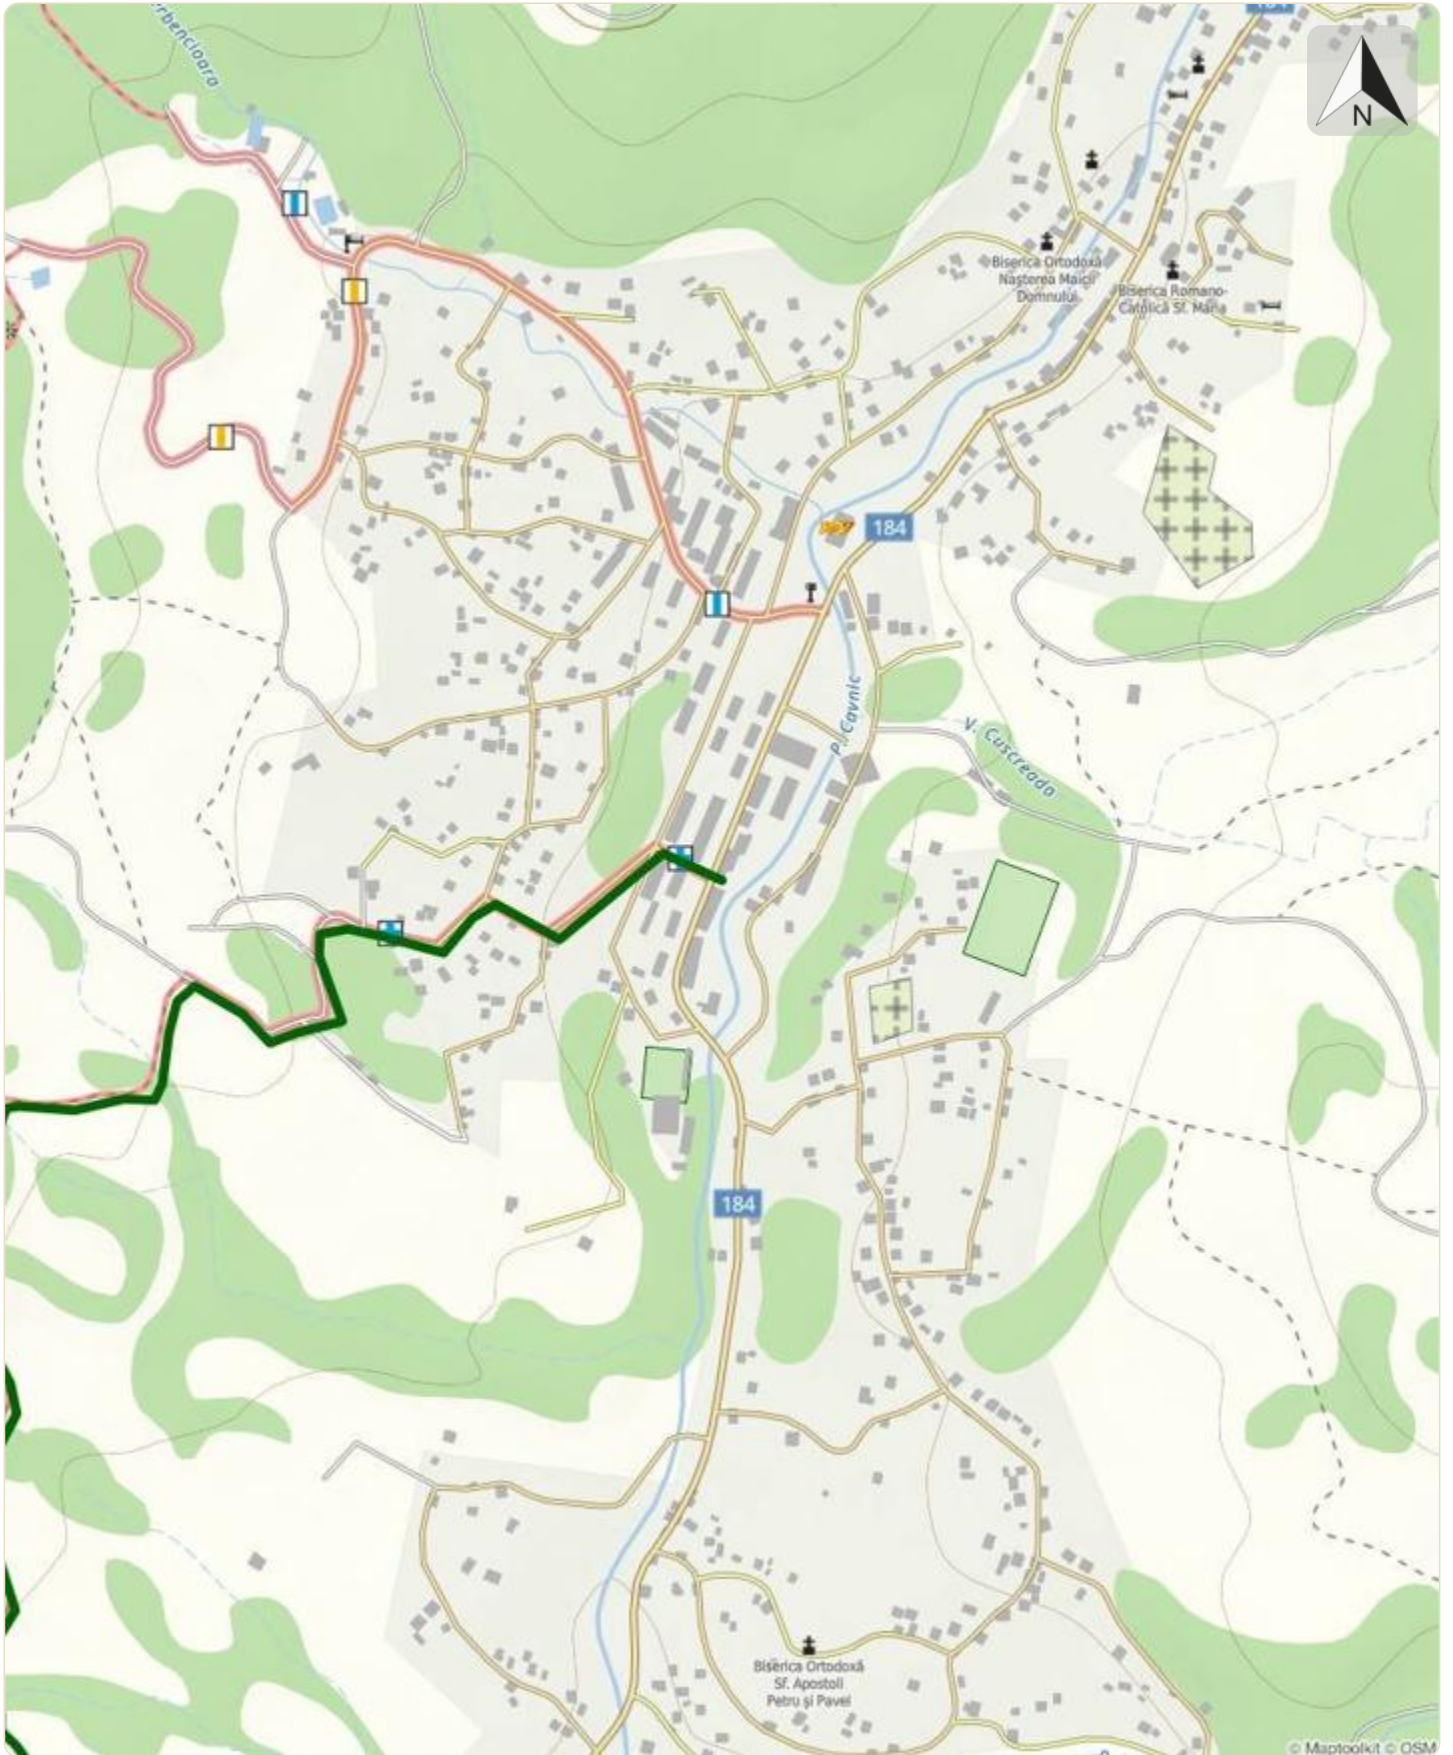 N
Biserica Ortodoxă
Nașterea Maicii
Domnului
Biserica Romano-
Catolică Sf. Maria
184
P. Cavnic
V. Cuscreada
184
Biserica Ortodoxă
Sf. Apostoli
Petru și Pavel
© Maptoolkit © OSM